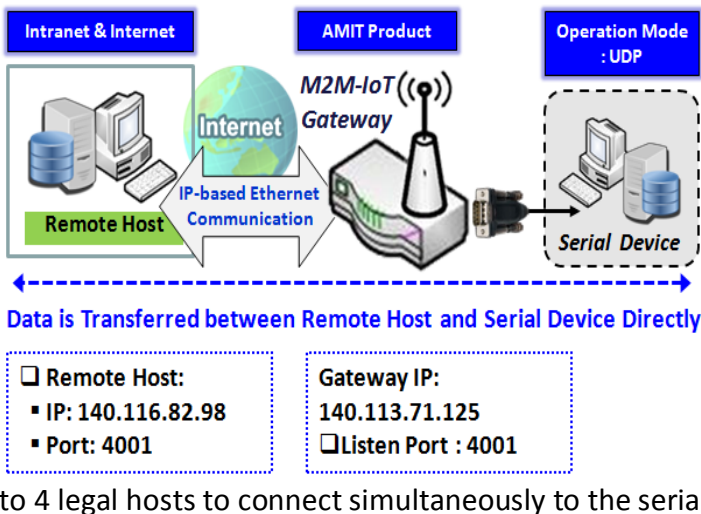 Intranet & Internet
AMIT Product
Operation Mode
: UDP
M2M-IoT
Gateway
Internet
IP-based Ethernet
Communication
Remote Host
Serial Device
Data is Transferred between Remote Host and Serial Device Directly
❑ Remote Host:
▪ IP: 140.116.82.98
▪ Port: 4001
Gateway IP:
140.113.71.125
❑Listen Port : 4001
to 4 legal hosts to connect simultaneously to the seria